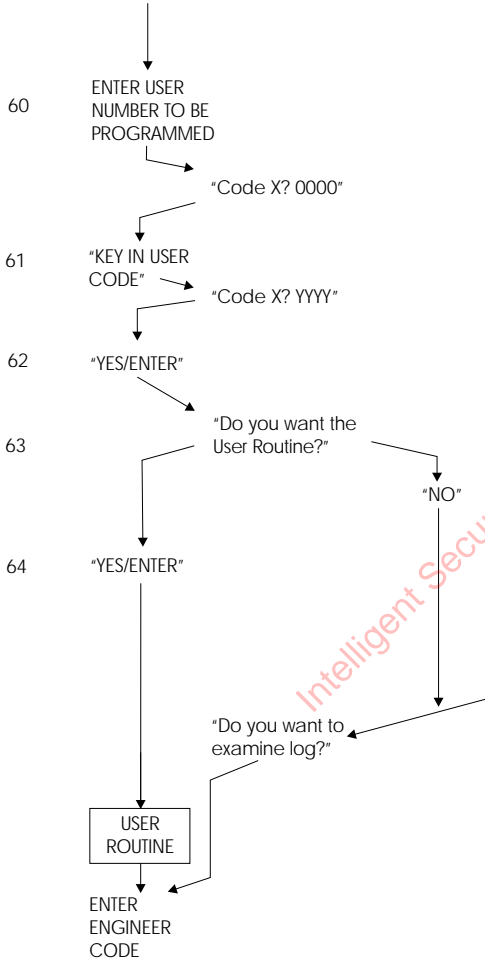 60
ENTER USER
NUMBER TO BE
PROGRAMMED
"Code X? 0000"
61
"KEY IN USER
CODE"
"Code X? YYYY"
62
"YES/ENTER"
"Do you want the
User Routine?"
63
"NO"
64
"YES/ENTER"
"Do you want to
examine log?"
USER
ROUTINE
ENTER
ENGINEER
CODE
Intelligent